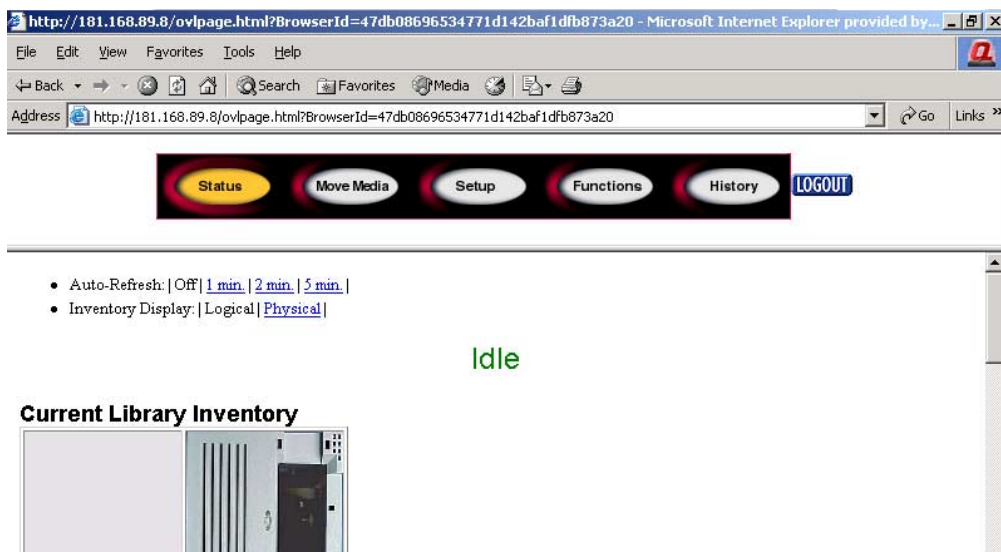 http://181.168.89.8/ovlpage.html?BrowserId=47db08696534771d142baf1dfb873a20 - Microsoft Internet Explorer provided by...
File Edit View Favorites Tools Help
Back Search Favorites Media
Address http://181.168.89.8/ovlpage.html?BrowserId=47db08696534771d142baf1dfb873a20 Go Links »
Status Move Media Setup Functions History LOGOUT
• Auto-Refresh: | Off | 1 min. | 2 min. | 5 min. |
• Inventory Display: | Logical | Physical |
Idle
Current Library Inventory